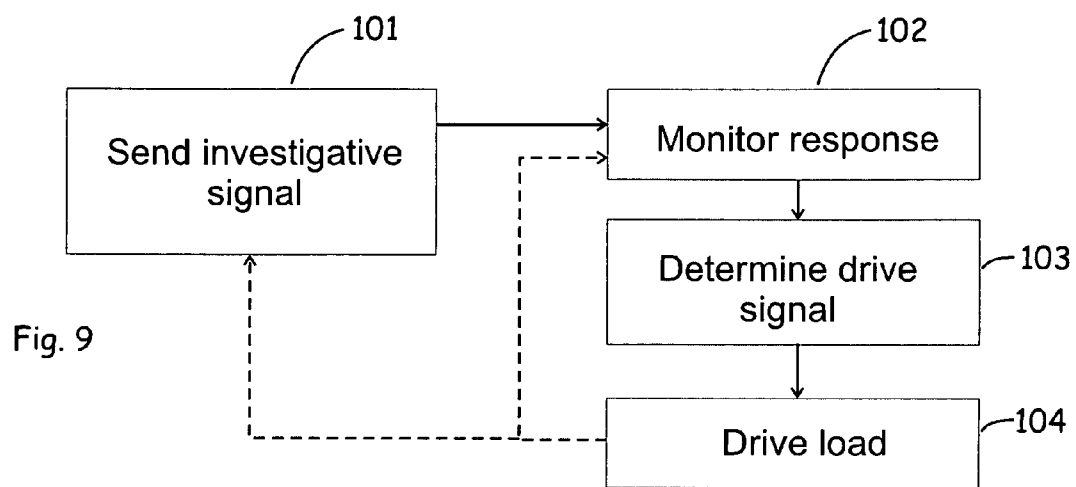 101
102
Send investigative
signal
Monitor response
Determine drive
signal
103
Fig. 9
Drive load
104